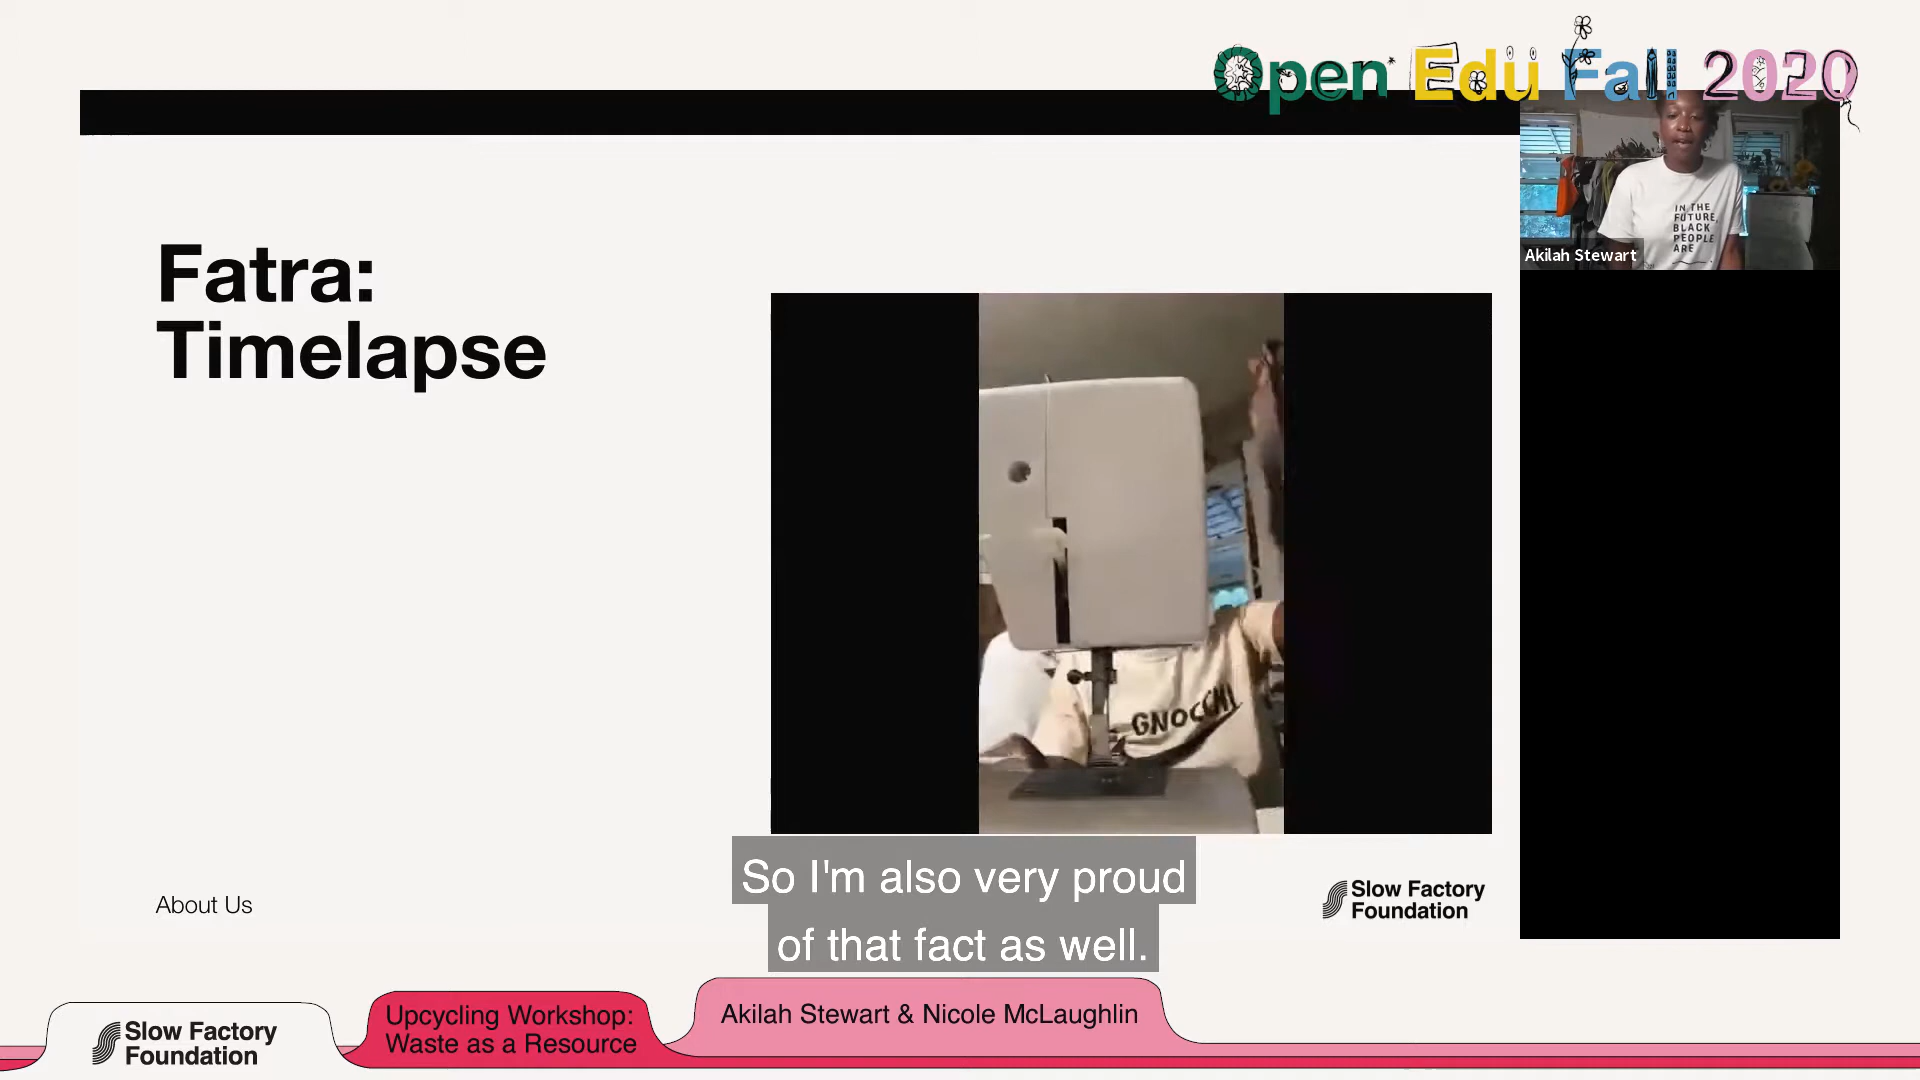 Open Edu Fall 2020
IN THE
FUTURE,
BLACK
PEOPLE
ARE
Akilah Stewart
Fatra:
Timelapse
GNOCCHI
So I'm also very proud
of that fact as well.
About Us
Slow Factory
Foundation
Slow Factory
Foundation
Upcycling Workshop:
Waste as a Resource
Akilah Stewart & Nicole McLaughlin